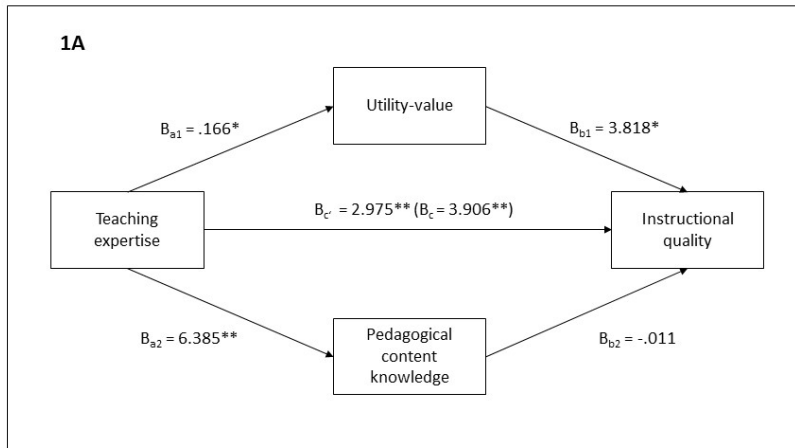 1A
Utility-value
Ba1 = .166*
Bb1 = 3.818*
Teaching
expertise
Bc' = 2.975** (Bc = 3.906**)
Instructional
quality
Ba2 = 6.385**
Pedagogical
content
knowledge
Bb2 = -.011